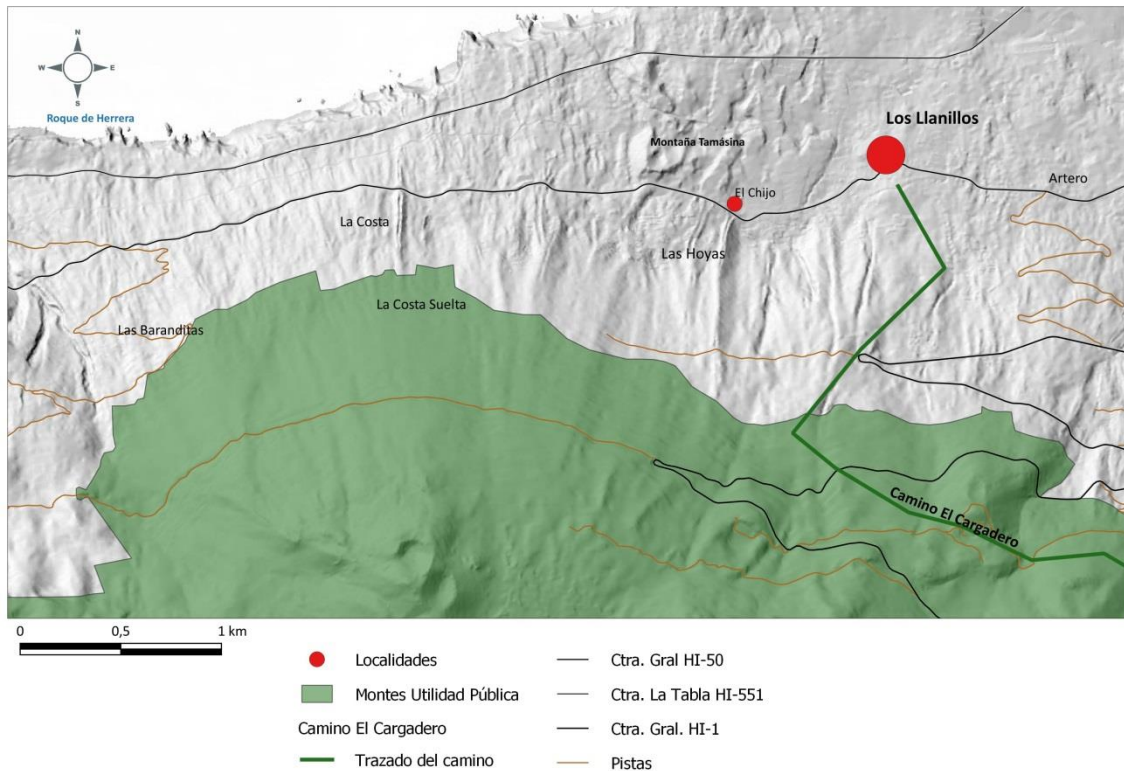 N
W
E
S
Roque de Herrera
Los Llanillos
Montaña Tamásina
El Chijo
Artero
La Costa
Las Hoyas
La Costa Suelta
Las Baranditas
Camino El Cargadero
0 0,5 1 km
Localidades
Montes Utilidad Pública
Camino El Cargadero
Trazado del camino
Ctra. Gral HI-50
Ctra. La Tabla HI-551
Ctra. Gral. HI-1
Pistas